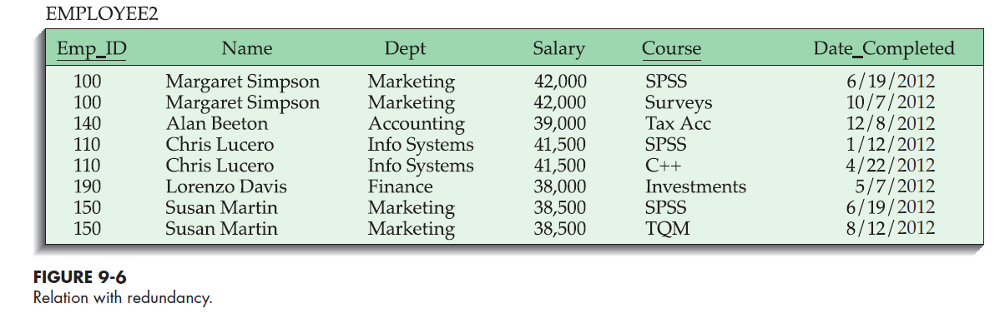 EMPLOYEE2
Emp_ID Name Dept Salary Course Date_Completed
100 Margaret Simpson Marketing 42,000 SPSS 6/19/2012
100 Margaret Simpson Marketing 42,000 Surveys 10/7/2012
140 Alan Beeton Accounting 39,000 Tax Acc 12/8/2012
110 Chris Lucero Info Systems 41,500 SPSS 1/12/2012
110 Chris Lucero Info Systems 41,500 C++ 4/22/2012
190 Lorenzo Davis Finance 38,000 Investments 5/7/2012
150 Susan Martin Marketing 38,500 SPSS 6/19/2012
150 Susan Martin Marketing 38,500 TQM 8/12/2012
FIGURE 9-6
Relation with redundancy.